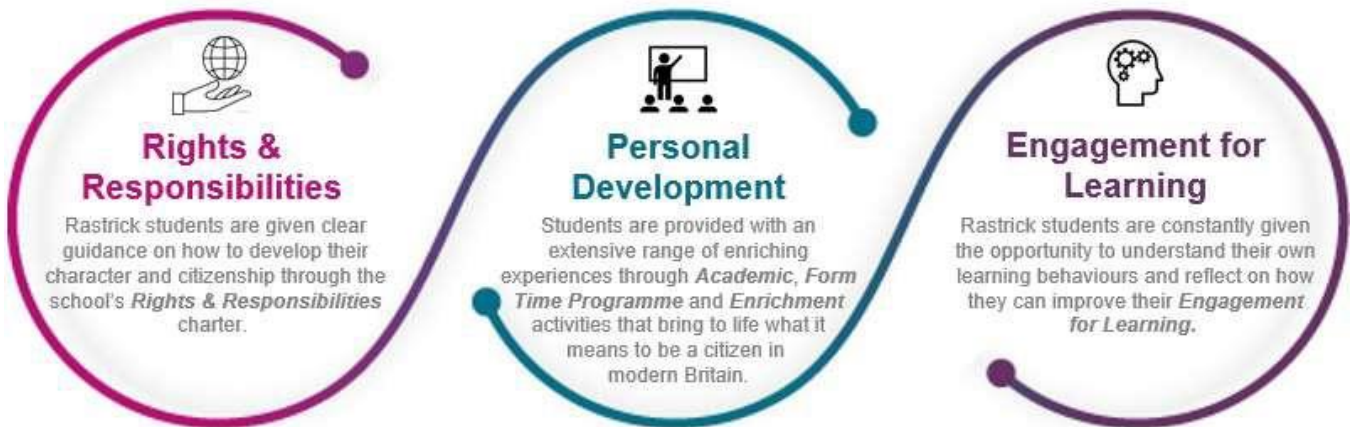 Rights &
Responsibilities
Rastrick students are given clear
guidance on how to develop their
character and citizenship through the
school's Rights & Responsibilities
charter.
Personal
Development
Students are provided with an
extensive range of enriching
experiences through Academic, Form
Time Programme and Enrichment
activities that bring to life what it
means to be a citizen in
modern Britain.
Engagement for
Learning
Rastrick students are constantly given
the opportunity to understand their own
learning behaviours and reflect on how
they can improve their Engagement
for Learning.